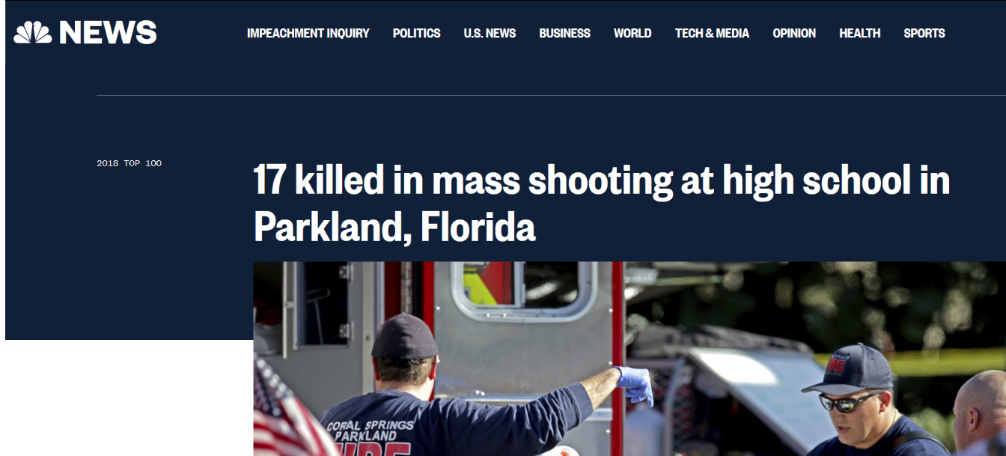 NEWS
IMPEACHMENT INQUIRY POLITICS U.S. NEWS BUSINESS WORLD TECH & MEDIA OPINION HEALTH SPORTS
2018 TOP 100
17 killed in mass shooting at high school in
Parkland, Florida
CORAL SPRINGS
PARKLAND
FIRE